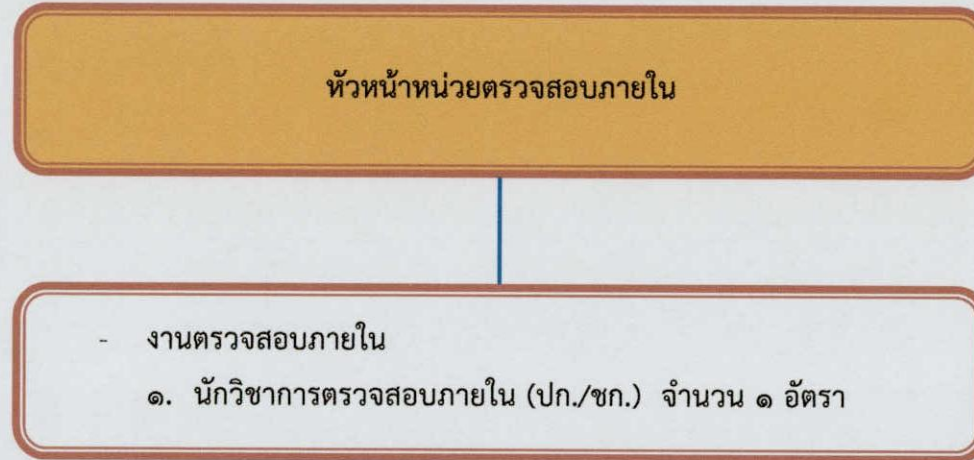 หัวหน้าหน่วยตรวจสอบภายใน
- งานตรวจสอบภายใน
๑. นักวิชาการตรวจสอบภายใน (ปก./ชก.) จำนวน ๑ อัตรา